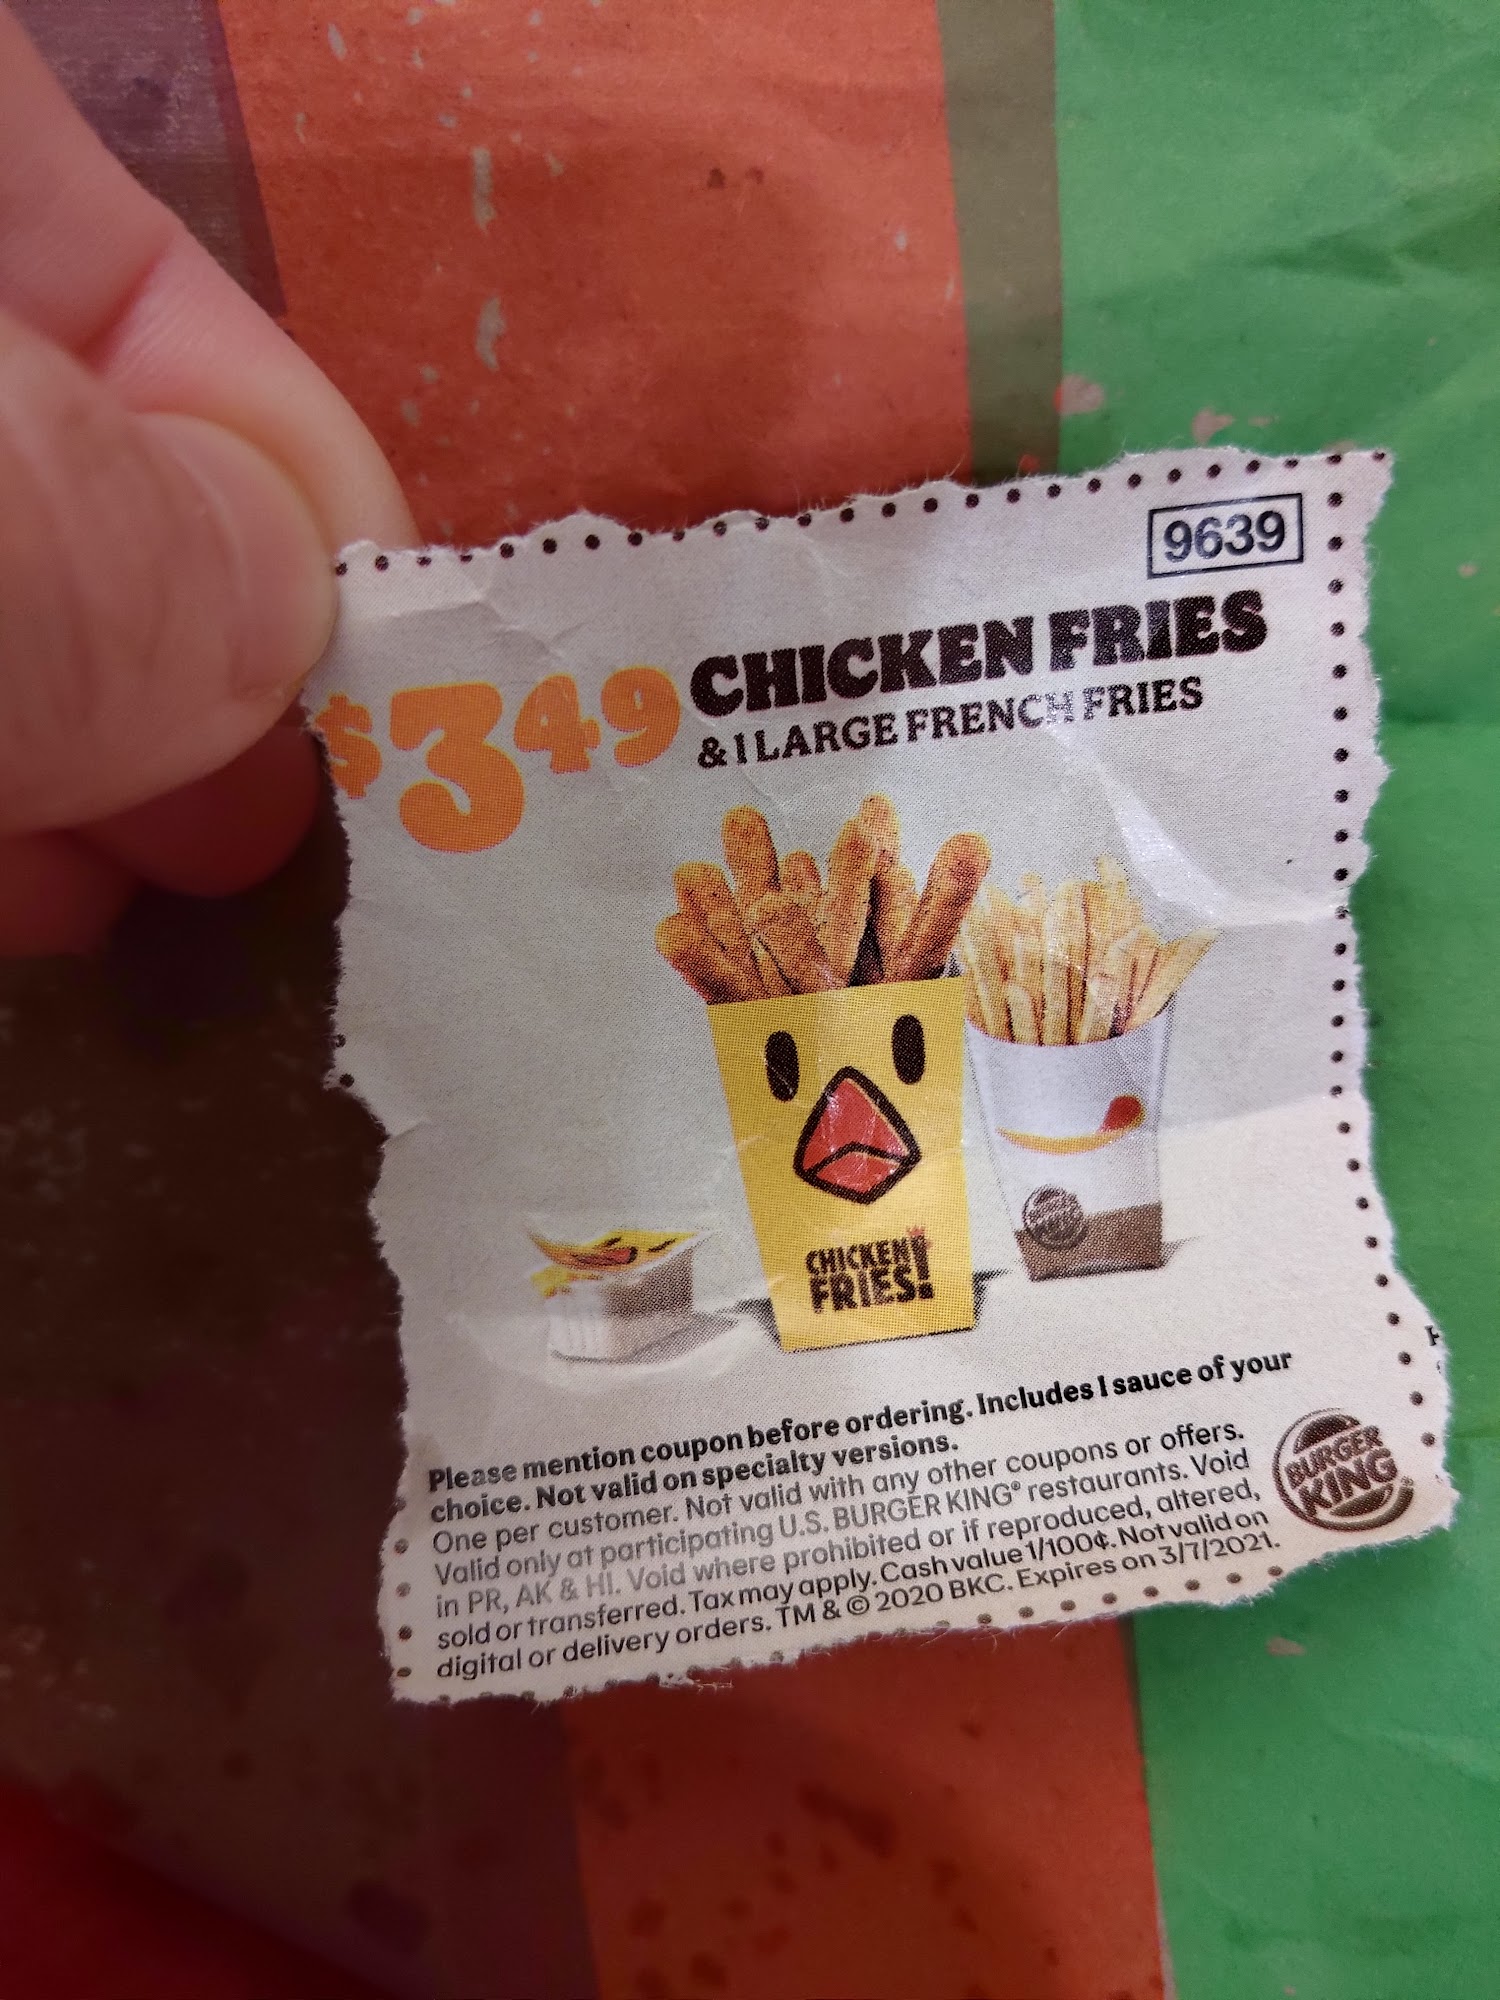 9639
$349 CHICKEN FRIES
& 1 LARGE FRENCH FRIES
CHICKEN
FRIES!
Please mention coupon before ordering. Includes 1 sauce of your
choice. Not valid on specialty versions.
One per customer. Not valid with any other coupons or offers.
Valid only at participating U.S. BURGER KING® restaurants. Void
in PR, AK & HI. Void where prohibited or if reproduced, altered,
sold or transferred. Tax may apply. Cash value 1/100¢. Not valid on
digital or delivery orders. TM & © 2020 BKC. Expires on 3/7/2021.
BURGER
KING